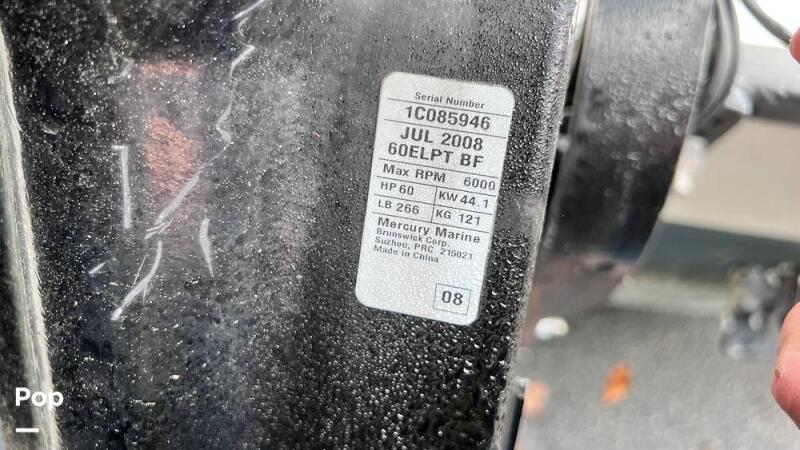 Serial Number
1C085946
JUL 2008
60ELPT BF
Max RPM 6000
HP 60 KW 44.1
LB 266 KG 121
Mercury Marine
Brunswick Corp.
Suzhou, PRC 215021
Made in China
08
Pop